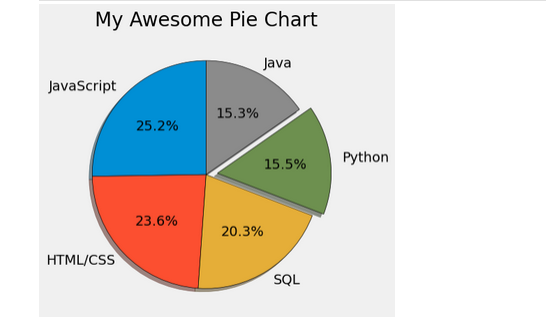 My Awesome Pie Chart
Java
JavaScript
15.3%
25.2%
Python
15.5%
23.6%
20.3%
HTML/CSS
SQL